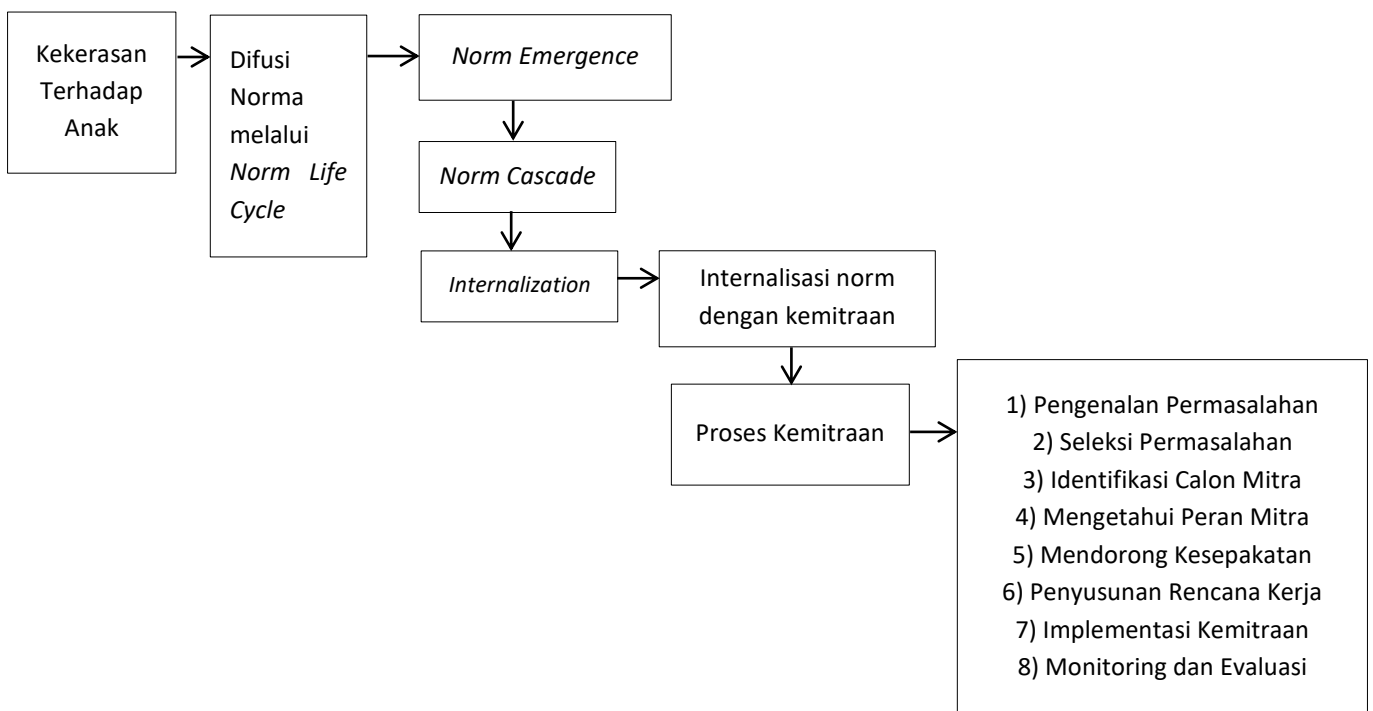 Kekerasan
Terhadap
Anak
Difusi
Norma
melalui
Norm Life
Cycle
Norm Emergence
Norm Cascade
Internalization
Internalisasi norm
dengan kemitraan
Proses Kemitraan
1) Pengenalan Permasalahan
2) Seleksi Permasalahan
3) Identifikasi Calon Mitra
4) Mengetahui Peran Mitra
5) Mendorong Kesepakatan
6) Penyusunan Rencana Kerja
7) Implementasi Kemitraan
8) Monitoring dan Evaluasi